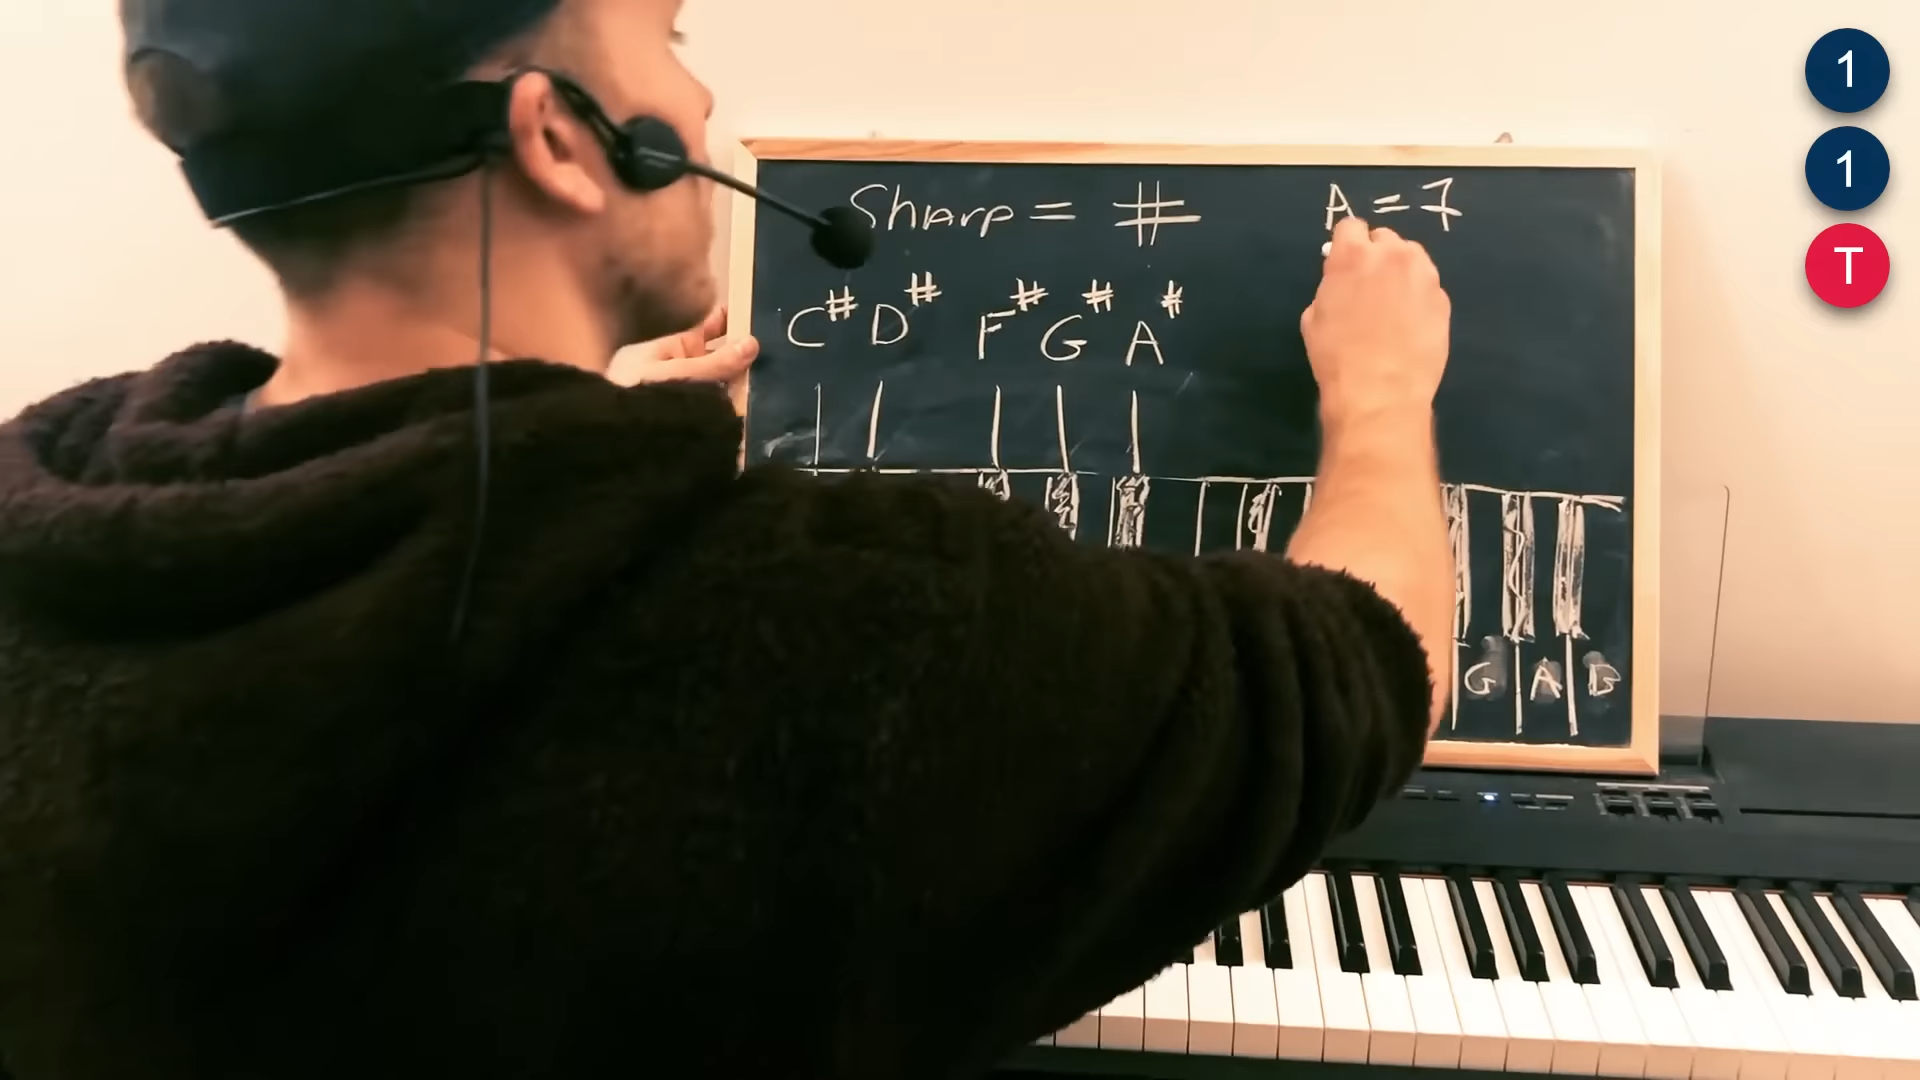 Sharp = #
A = 7
C# D# F# G# A#
G A B
1
1
T